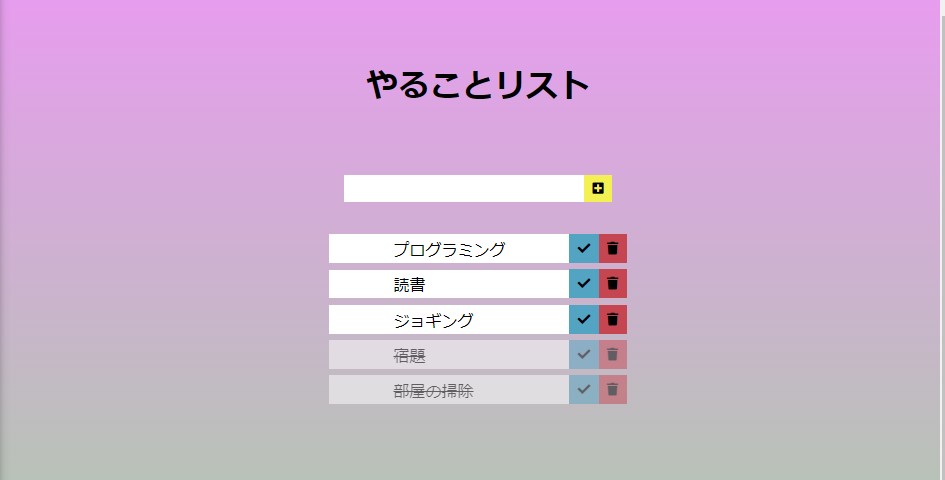 やることリスト
プログラミング
読書
ジョギング
宿題
部屋の掃除